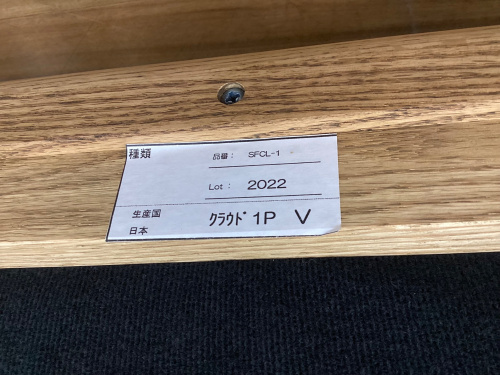 種類
品番： SFCL-1
Lot： 2022
生産国
日本
ｸﾗｳﾄﾞ 1P V